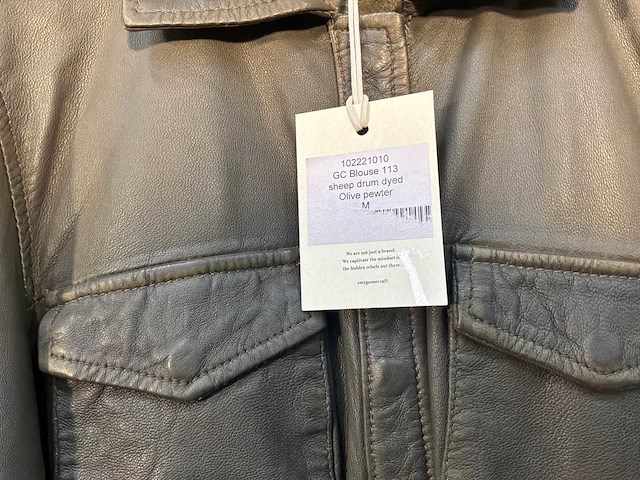 102221010
GC Blouse 113
sheep drum dyed
Olive pewter
M
We are not just a brand.
We captivate the mindset of
the hidden rebels out there.